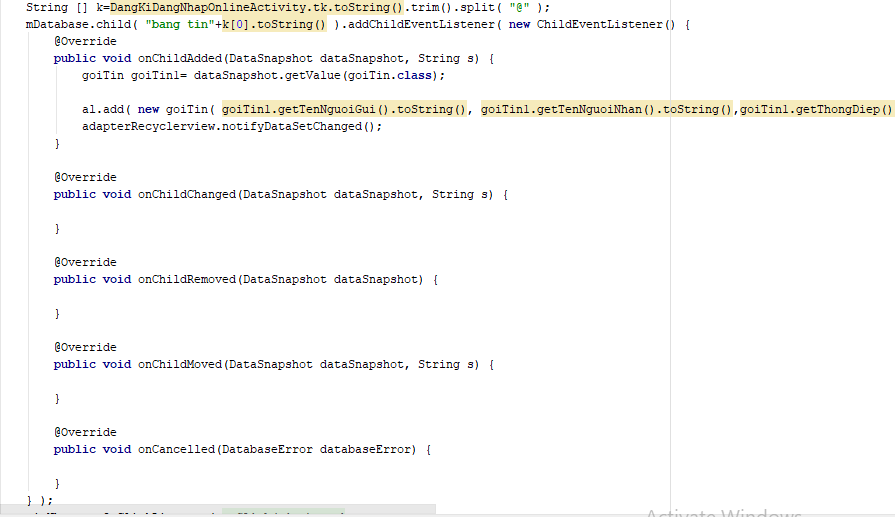 String [] k=DangKiDangNhapOnlineActivity.tk.toString().trim().split( "@" );
mDatabase.child( "bang tin"+k[0].toString() ).addChildEventListener( new ChildEventListener() {
@Override
public void onChildAdded(DataSnapshot dataSnapshot, String s) {
goiTin goiTin1= dataSnapshot.getValue(goiTin.class);
al.add( new goiTin( goiTin1.getTenNguoiGui().toString(), goiTin1.getTenNguoiNhan().toString(),goiTin1.getThongDiep()
adapterRecyclerview.notifyDataSetChanged();
}
@Override
public void onChildChanged(DataSnapshot dataSnapshot, String s) {
}
@Override
public void onChildRemoved(DataSnapshot dataSnapshot) {
}
@Override
public void onChildMoved(DataSnapshot dataSnapshot, String s) {
}
@Override
public void onCancelled(DatabaseError databaseError) {
}
} );
Activate Windows